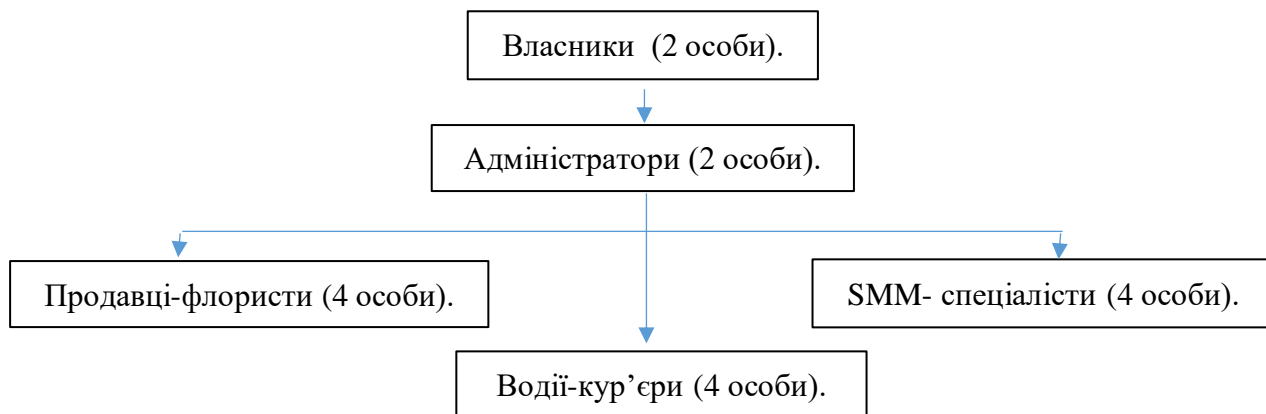 Власники (2 особи).
Адміністратори (2 особи).
Продавці-флористи (4 особи).
SMM- спеціалісти (4 особи).
Водії-кур’єри (4 особи).